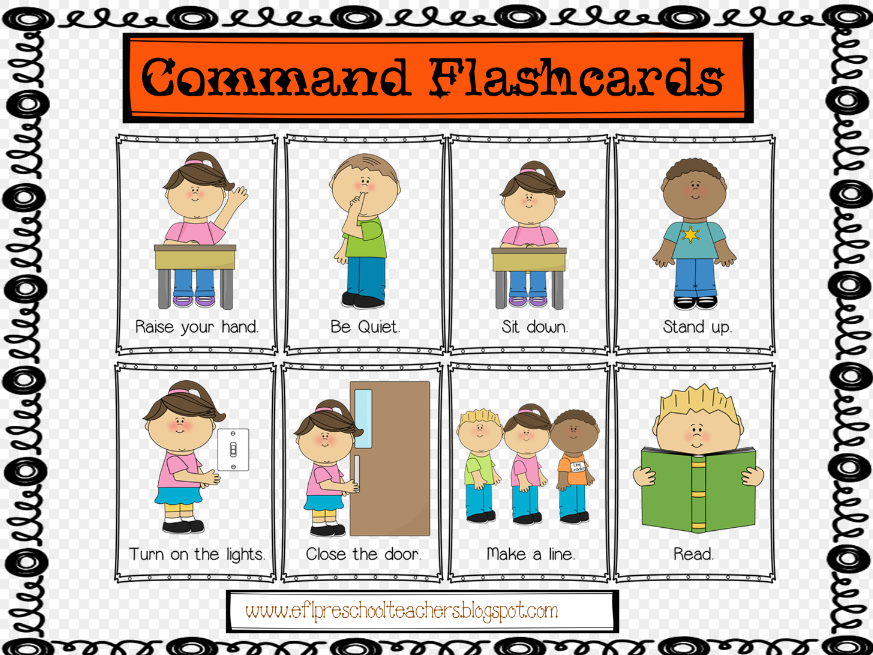 Command Flashcards
Raise your hand.
Be Quiet.
Sit down.
Stand up.
Turn on the lights.
Close the door.
Make a line.
Read.
www.eflpreschoolteachers.blogspot.com